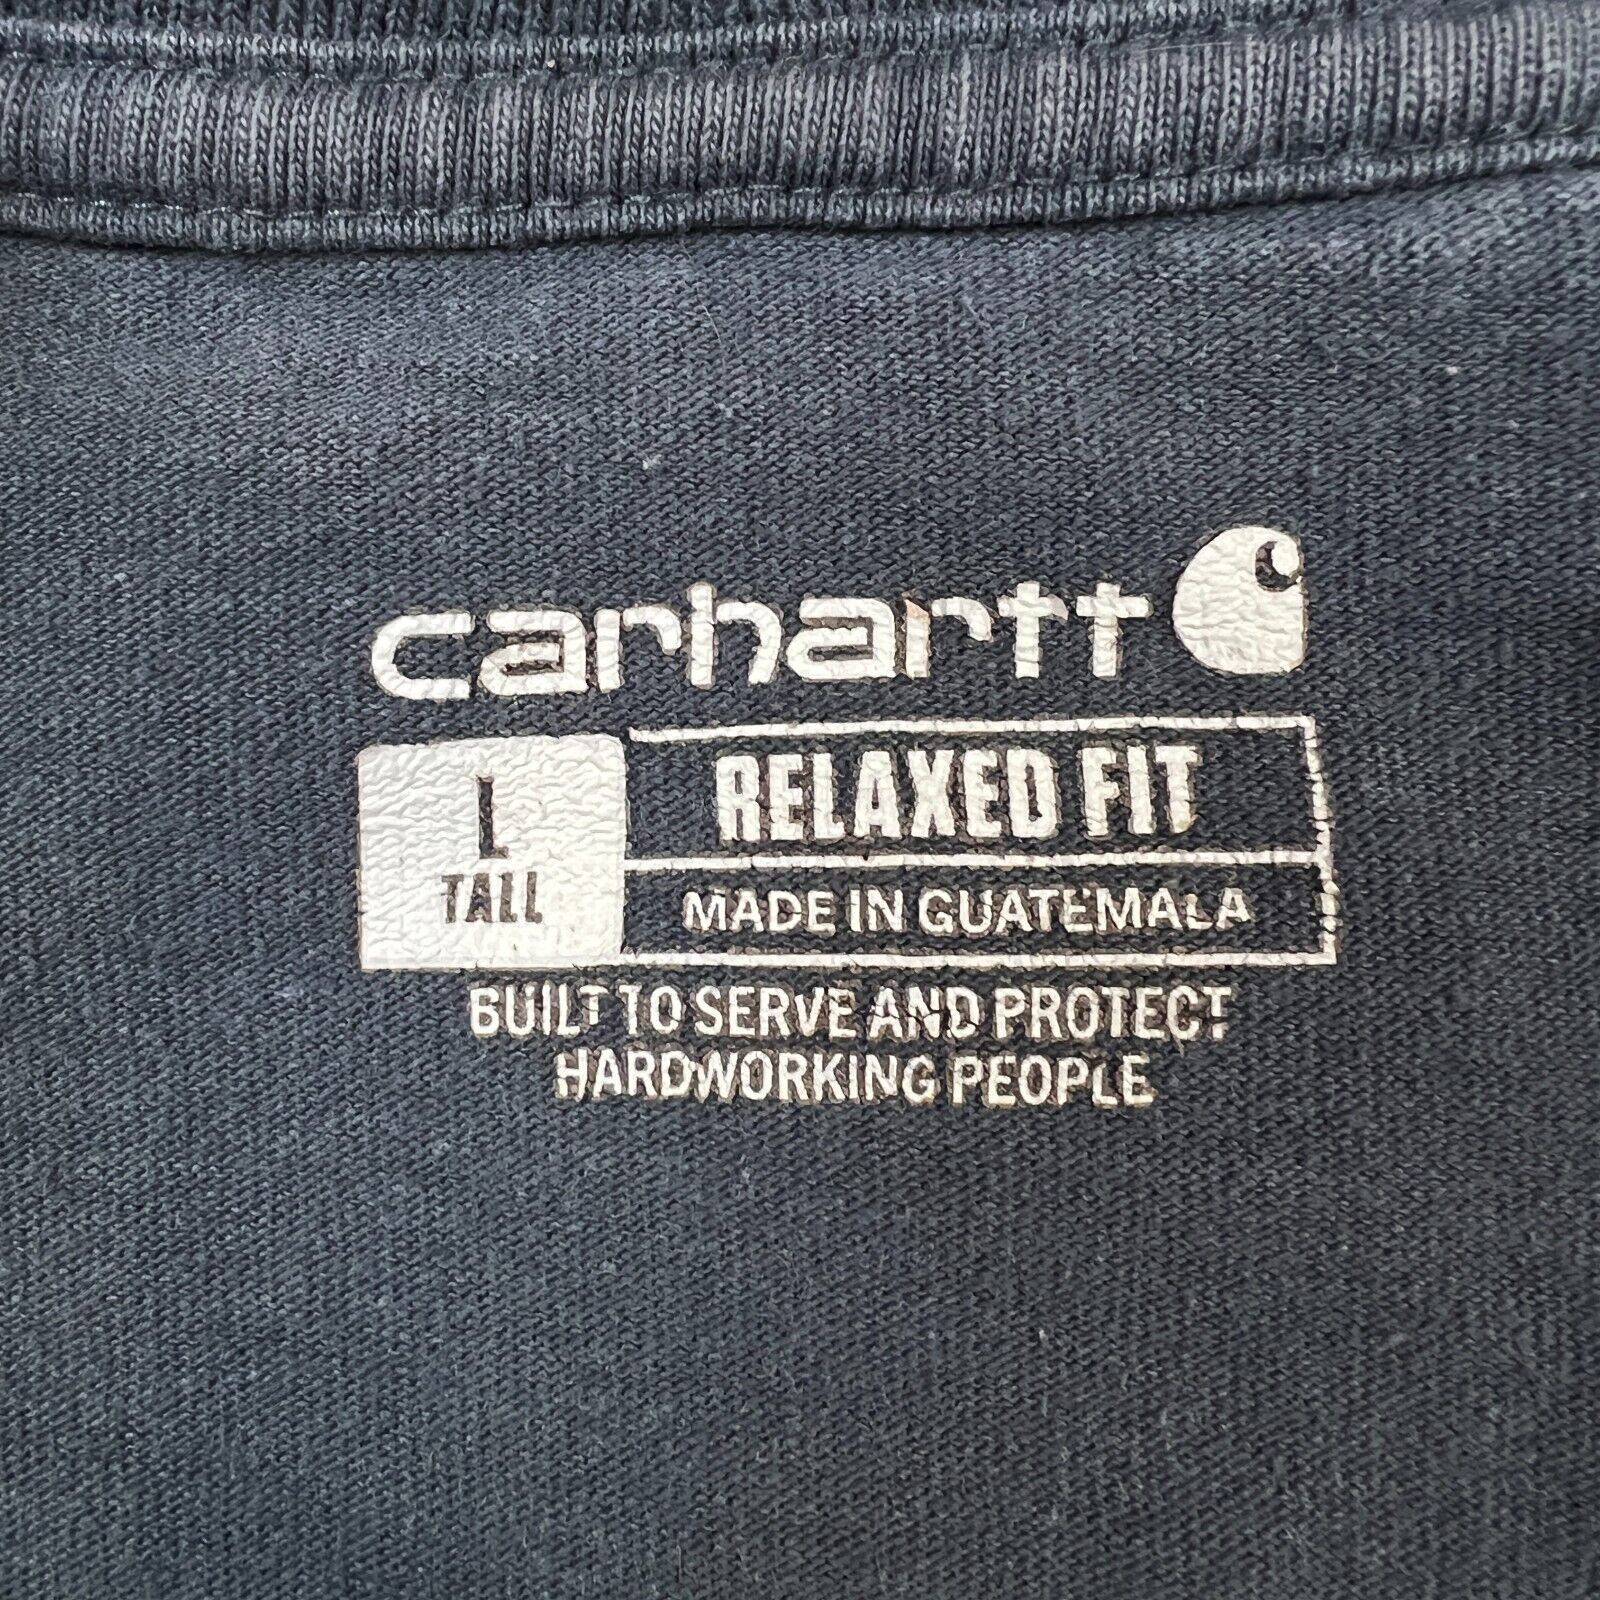 carhartt
L
TALL
RELAXED FIT
MADE IN GUATEMALA
BUILT TO SERVE AND PROTECT
HARDWORKING PEOPLE